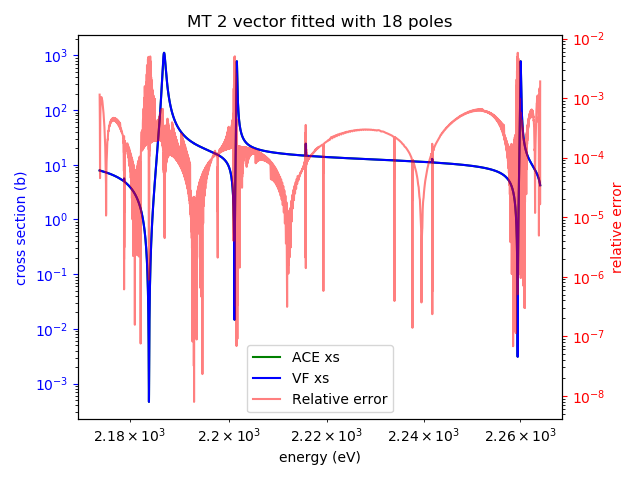 MT 2 vector fitted with 18 poles
10³
10²
10¹
10⁰
10⁻¹
10⁻²
10⁻³
cross section (b)
10⁻²
10⁻³
10⁻⁴
10⁻⁵
10⁻⁶
10⁻⁷
10⁻⁸
relative error
ACE xs
VF xs
Relative error
2.18 × 10³ 2.2 × 10³ 2.22 × 10³ 2.24 × 10³ 2.26 × 10³
energy (eV)